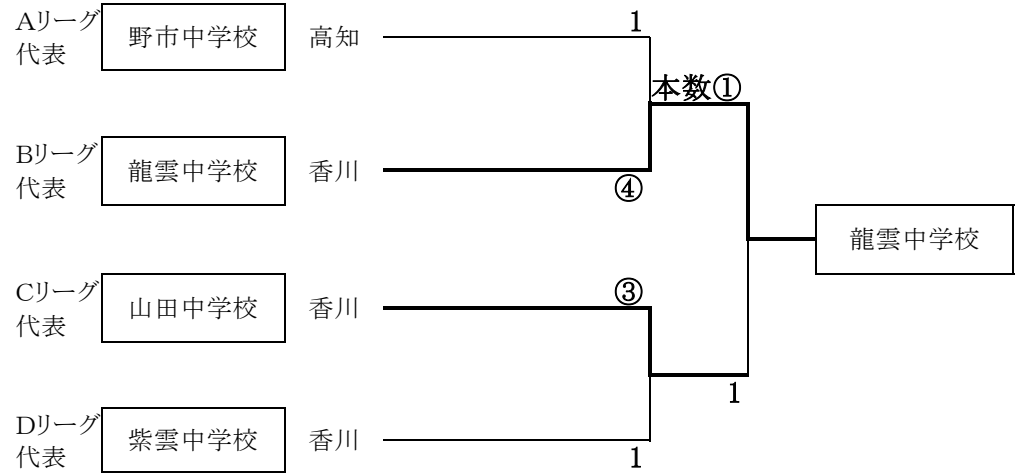 Aリーグ
代表
野市中学校
高知
1
本数①
Bリーグ
代表
龍雲中学校
香川
④
龍雲中学校
Cリーグ
代表
山田中学校
香川
③
1
Dリーグ
代表
紫雲中学校
香川
1